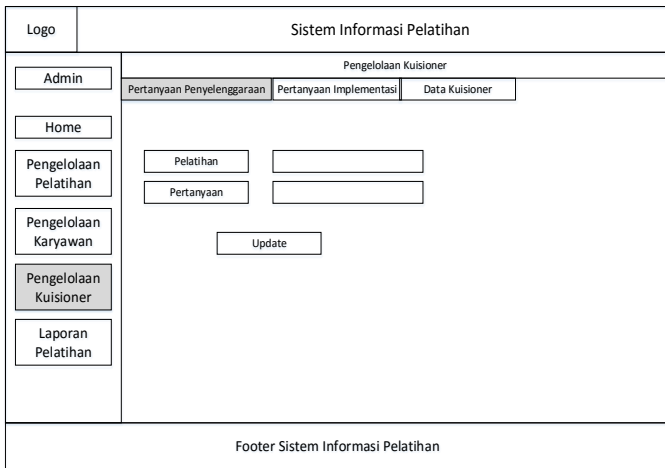 Logo
Sistem Informasi Pelatihan
Admin
Home
Pengelolaan
Pelatihan
Pengelolaan
Karyawan
Pengelolaan
Kuisioner
Laporan
Pelatihan
Pengelolaan Kuisioner
Pertanyaan Penyelenggaraan
Pertanyaan Implementasi
Data Kuisioner
Pelatihan
Pertanyaan
Update
Footer Sistem Informasi Pelatihan